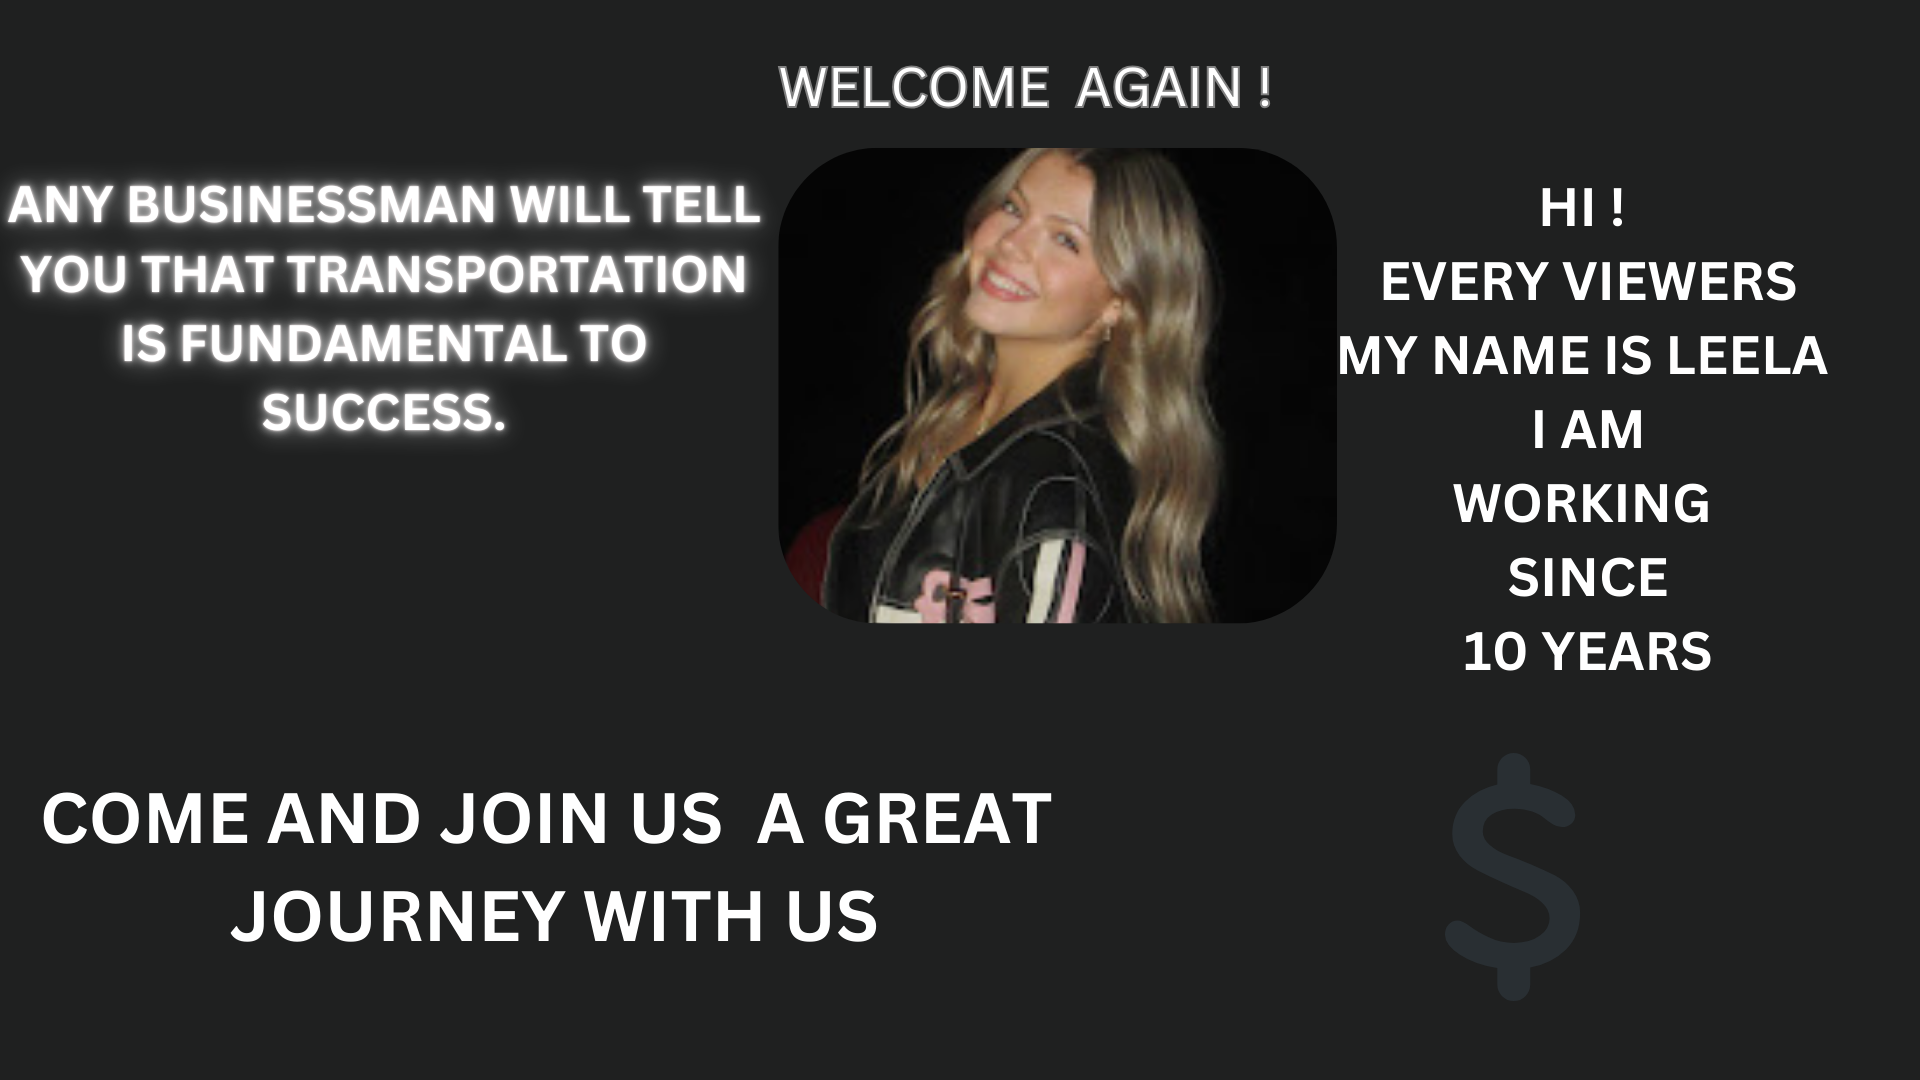 WELCOME  AGAIN !
ANY BUSINESSMAN WILL TELL
YOU THAT TRANSPORTATION
IS FUNDAMENTAL TO
SUCCESS.
HI !
EVERY VIEWERS
MY NAME IS LEELA
I AM
WORKING
SINCE
10 YEARS
COME AND JOIN US  A GREAT
JOURNEY WITH US
$